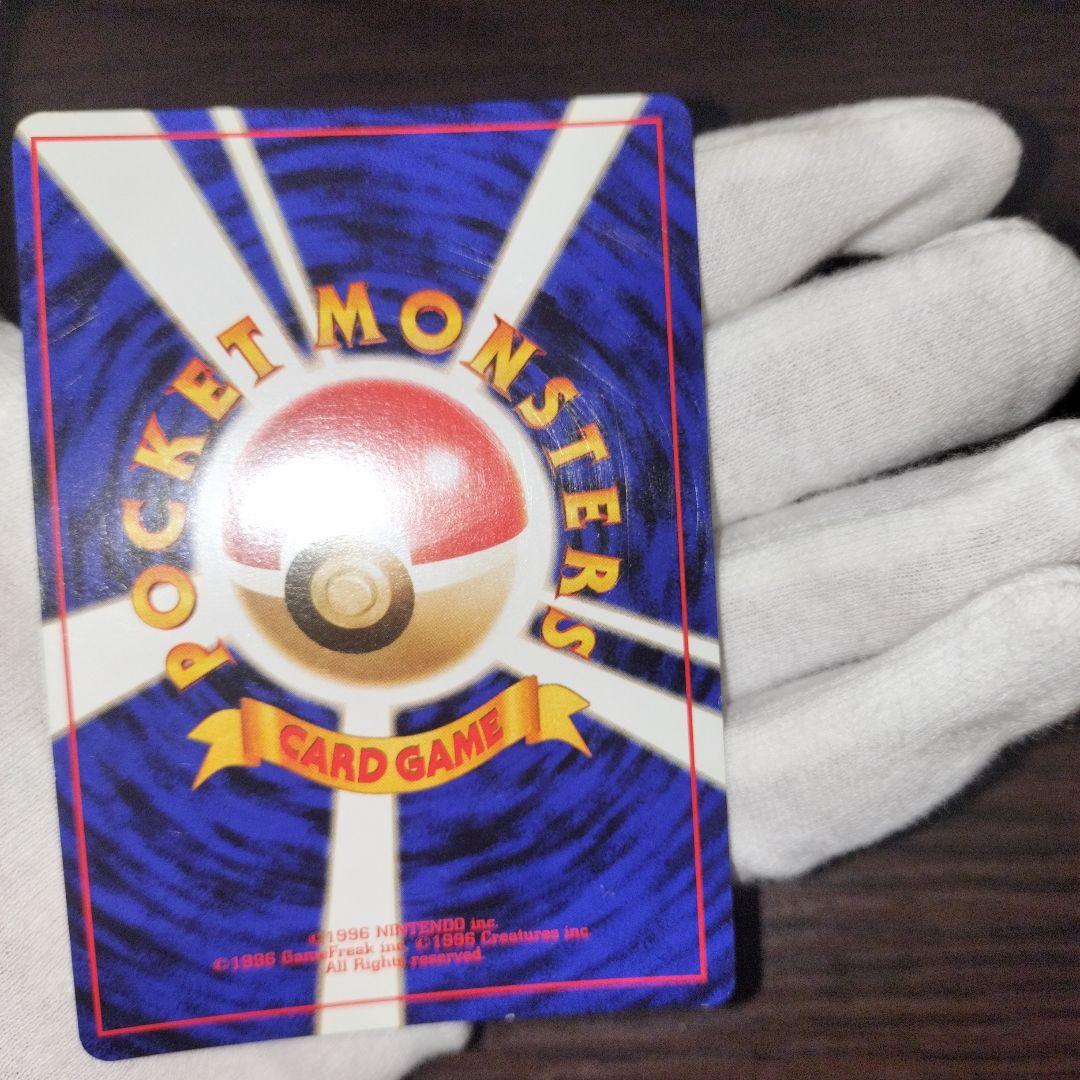 POCKET MONSTERS
CARD GAME
©1996 NINTENDO inc.
©1996 GameFreak inc. ©1996 Creatures inc.
All Rights reserved.